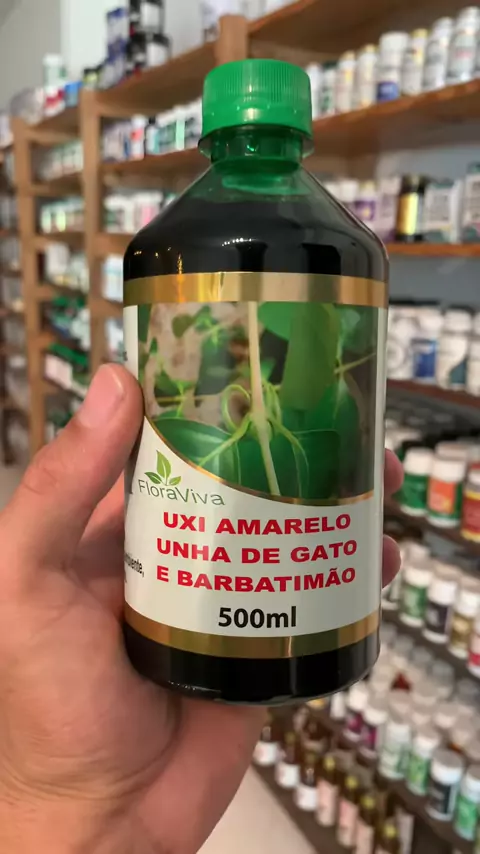 FloraViva
UXI AMARELO
UNHA DE GATO
E BARBATIMÃO
500ml